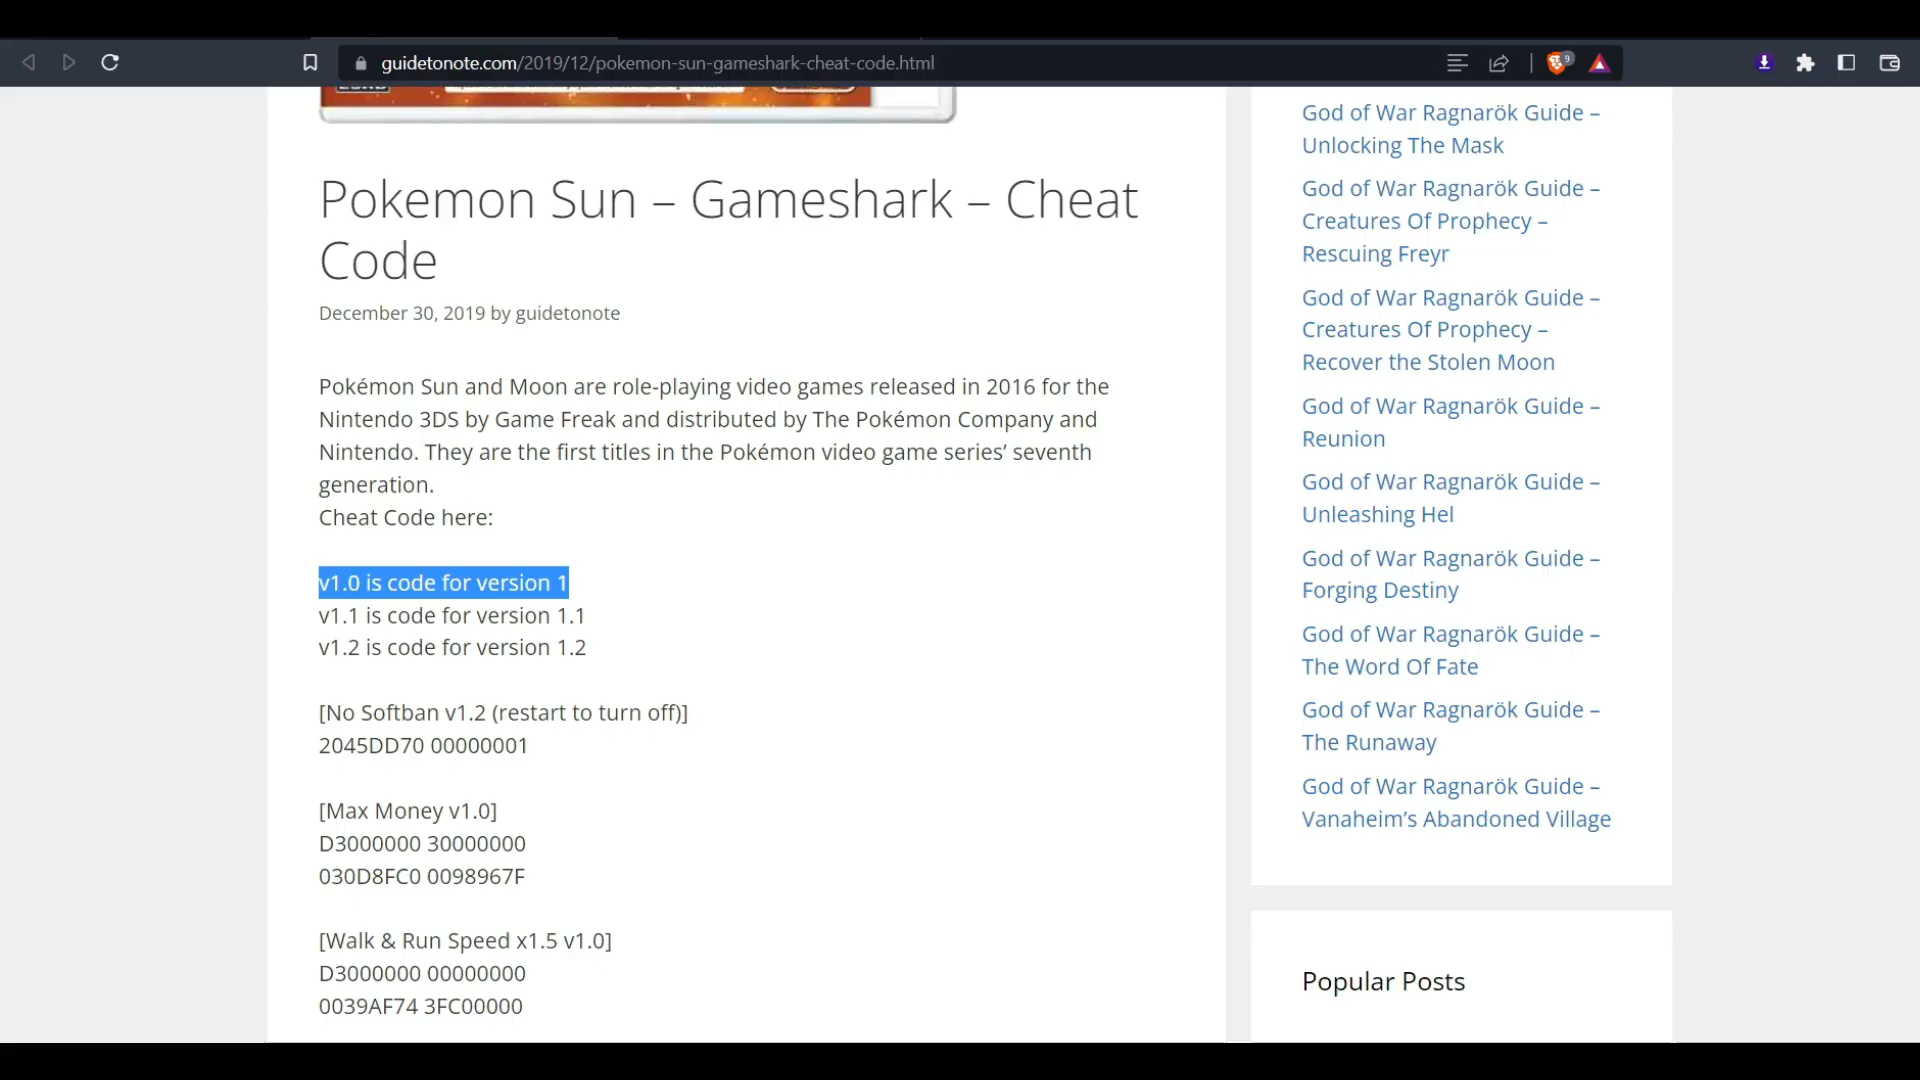 guidetonote.com/2019/12/pokemon-sun-gameshark-cheat-code.html
9
Pokemon Sun – Gameshark – Cheat
Code
December 30, 2019 by guidetonote
Pokémon Sun and Moon are role-playing video games released in 2016 for the
Nintendo 3DS by Game Freak and distributed by The Pokémon Company and
Nintendo. They are the first titles in the Pokémon video game series’ seventh
generation.
Cheat Code here:
v1.0 is code for version 1
v1.1 is code for version 1.1
v1.2 is code for version 1.2
[No Softban v1.2 (restart to turn off)]
2045DD70 00000001
[Max Money v1.0]
D3000000 30000000
030D8FC0 0098967F
[Walk & Run Speed x1.5 v1.0]
D3000000 00000000
0039AF74 3FC00000
God of War Ragnarök Guide –
Unlocking The Mask
God of War Ragnarök Guide –
Creatures Of Prophecy –
Rescuing Freyr
God of War Ragnarök Guide –
Creatures Of Prophecy –
Recover the Stolen Moon
God of War Ragnarök Guide –
Reunion
God of War Ragnarök Guide –
Unleashing Hel
God of War Ragnarök Guide –
Forging Destiny
God of War Ragnarök Guide –
The Word Of Fate
God of War Ragnarök Guide –
The Runaway
God of War Ragnarök Guide –
Vanaheim’s Abandoned Village
Popular Posts